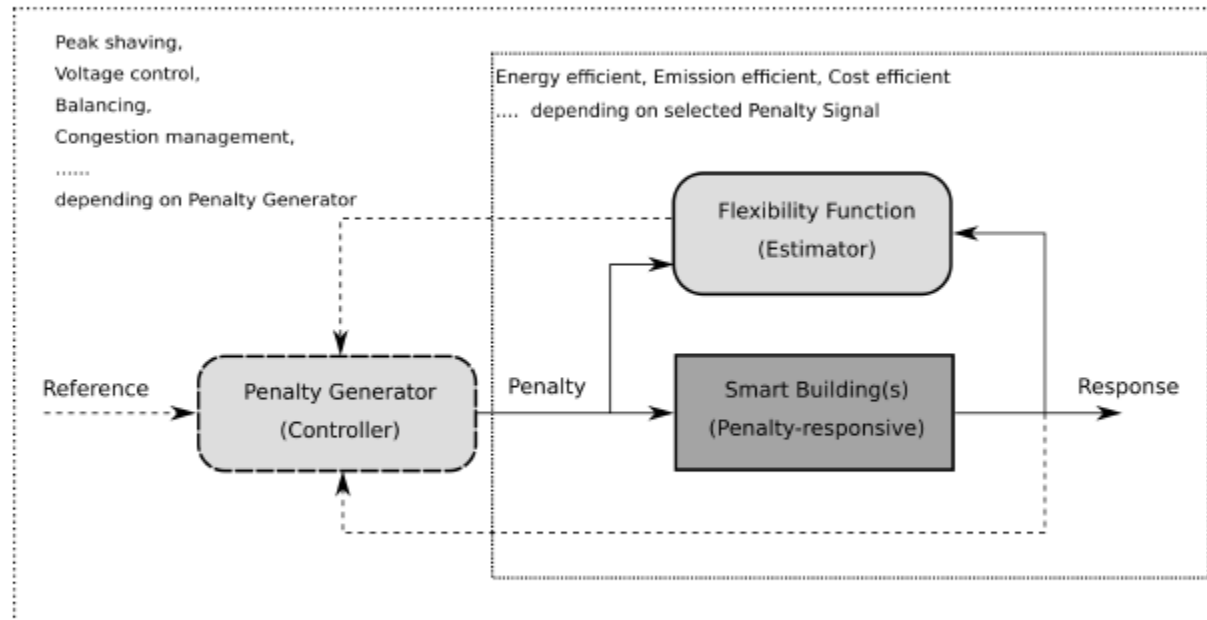 Peak shaving,
Voltage control,
Balancing,
Congestion management,
......
depending on Penalty Generator
Energy efficient, Emission efficient, Cost efficient
.... depending on selected Penalty Signal
Flexibility Function
(Estimator)
Reference
Penalty Generator
(Controller)
Penalty
Smart Building(s)
(Penalty-responsive)
Response